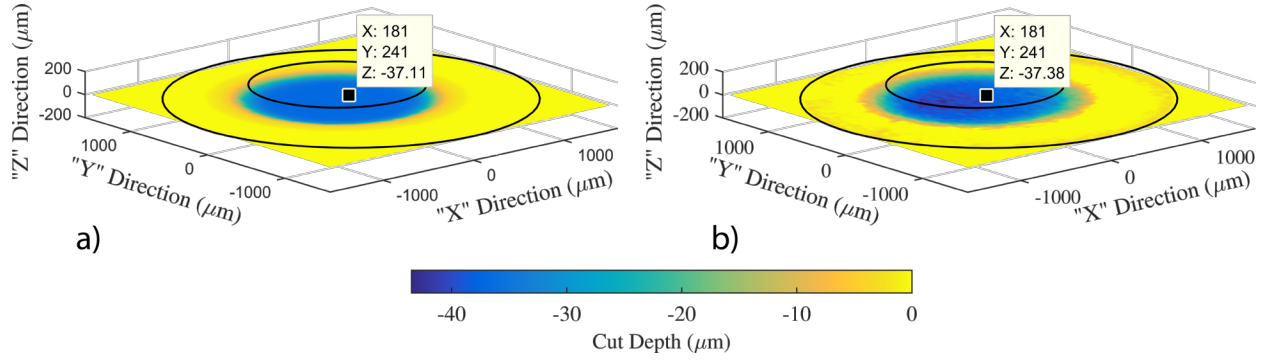 X: 181
Y: 241
Z: -37.11
"Z" Direction (μm)
200
0
-200
1000
0
-1000
"Y" Direction (μm)
-1000
0
1000
"X" Direction (μm)
a)
X: 181
Y: 241
Z: -37.38
"Z" Direction (μm)
200
0
-200
1000
0
-1000
"Y" Direction (μm)
-1000
0
1000
"X" Direction (μm)
b)
-40 -30 -20 -10 0
Cut Depth (μm)